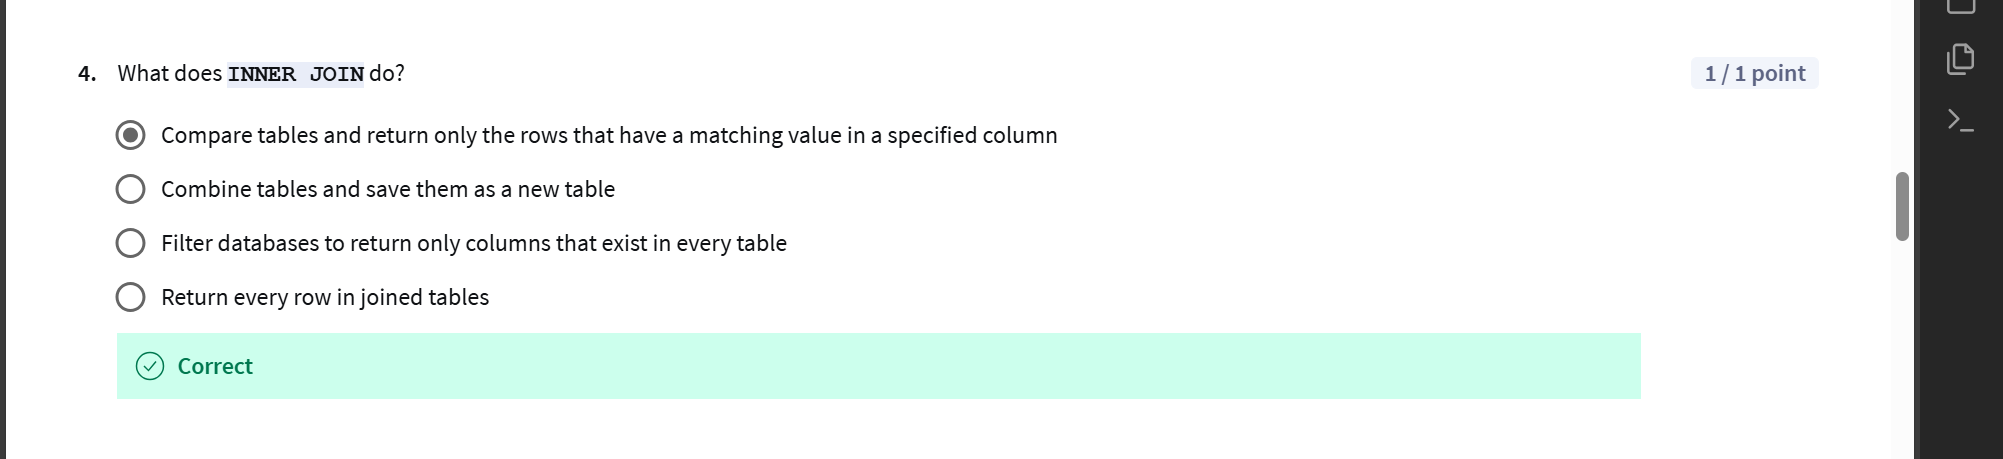 4. What does INNER JOIN do?
1 / 1 point
Compare tables and return only the rows that have a matching value in a specified column
Combine tables and save them as a new table
Filter databases to return only columns that exist in every table
Return every row in joined tables
Correct